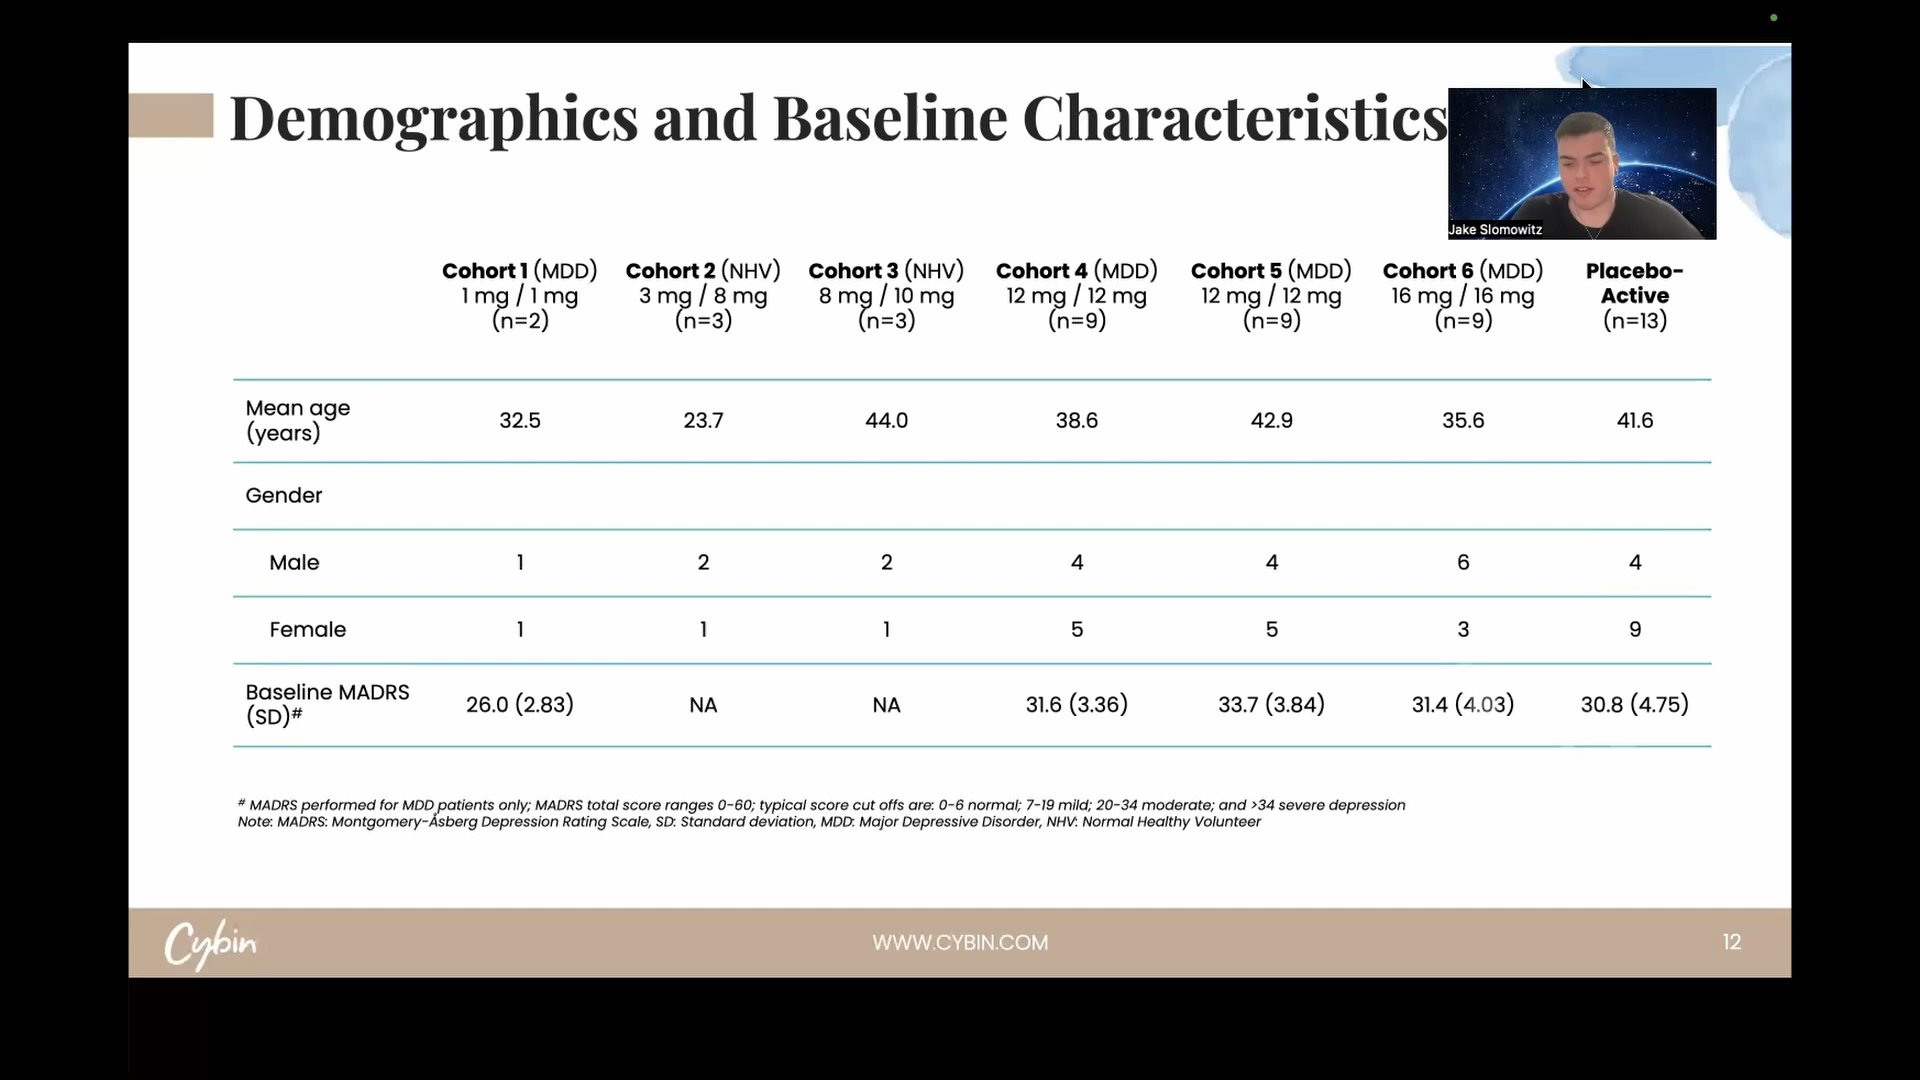 Demographics and Baseline Characteristics
Jake Slomowitz
Cohort 1 (MDD)
1 mg / 1 mg
(n=2)
Cohort 2 (NHV)
3 mg / 8 mg
(n=3)
Cohort 3 (NHV)
8 mg / 10 mg
(n=3)
Cohort 4 (MDD)
12 mg / 12 mg
(n=9)
Cohort 5 (MDD)
12 mg / 12 mg
(n=9)
Cohort 6 (MDD)
16 mg / 16 mg
(n=9)
Placebo-
Active
(n=13)
Mean age
(years)
32.5 23.7 44.0 38.6 42.9 35.6 41.6
Gender
Male 1 2 2 4 4 6 4
Female 1 1 1 5 5 3 9
Baseline MADRS
(SD)#
26.0 (2.83) NA NA 31.6 (3.36) 33.7 (3.84) 31.4 (4.03) 30.8 (4.75)
# MADRS performed for MDD patients only; MADRS total score ranges 0-60; typical score cut offs are: 0-6 normal; 7-19 mild; 20-34 moderate; and >34 severe depression
Note: MADRS: Montgomery-Åsberg Depression Rating Scale, SD: Standard deviation, MDD: Major Depressive Disorder, NHV: Normal Healthy Volunteer
Cybin
WWW.CYBIN.COM
12